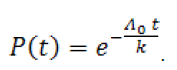 P(t) = e^{-\frac{Λ_0 t}{k}}.